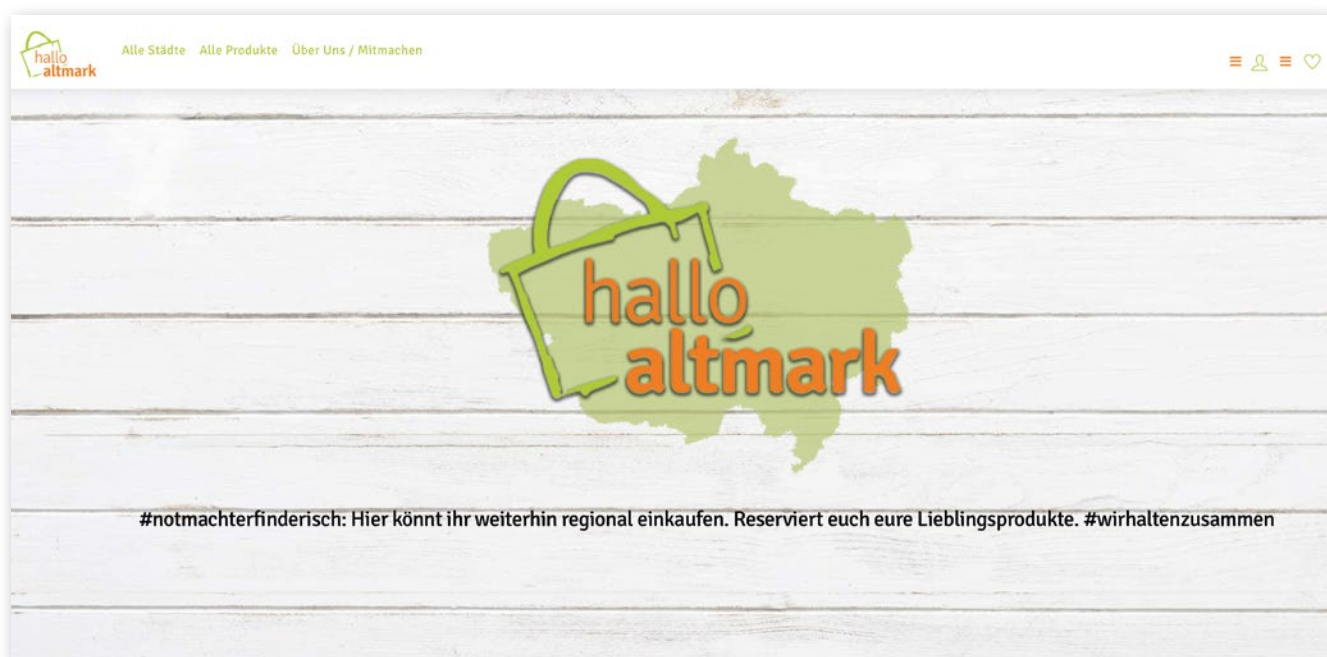 hallo
altmark
Alle Städte Alle Produkte Über Uns / Mitmachen
hallo
altmark
#notmachterfinderisch: Hier könnt ihr weiterhin regional einkaufen. Reserviert euch eure Lieblingsprodukte. #wirhaltenzusammen